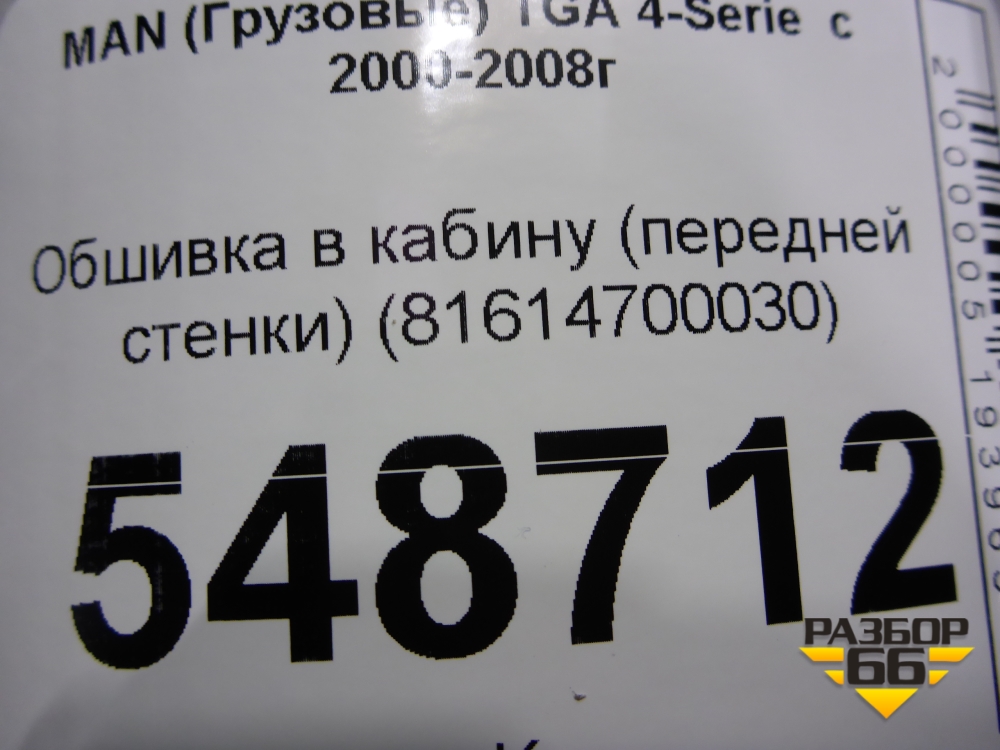 MAN (Грузовые) TGA 4-Serie с
2000-2008г
Обшивка в кабину (передней
стенки) (81614700030)
548712
РАЗБОР
66